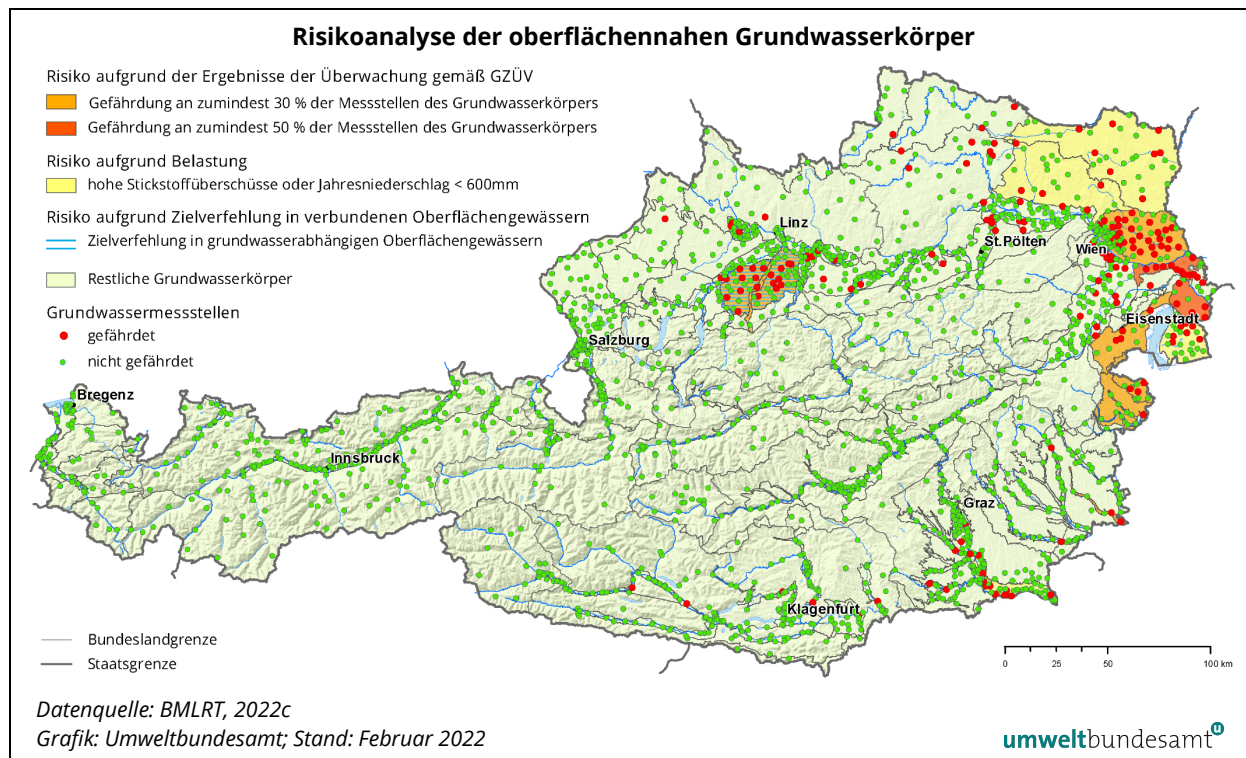 Risikoanalyse der oberflächennahen Grundwasserkörper
Risiko aufgrund der Ergebnisse der Überwachung gemäß GZÜV
Gefährdung an zumindest 30 % der Messstellen des Grundwasserkörpers
Gefährdung an zumindest 50 % der Messstellen des Grundwasserkörpers
Risiko aufgrund Belastung
hohe Stickstoffüberschüsse oder Jahresniederschlag < 600mm
Risiko aufgrund Zielverfehlung in verbundenen Oberflächengewässern
Zielverfehlung in grundwasserabhängigen Oberflächengewässern
Restliche Grundwasserkörper
Grundwassermessstellen
gefährdet
nicht gefährdet
Linz
St.Pölten
Wien
Eisenstadt
Salzburg
Bregenz
Innsbruck
Graz
Klagenfurt
Bundeslandgrenze
Staatsgrenze
0 25 50 100 km
Datenquelle: BMLRT, 2022c
Grafik: Umweltbundesamt; Stand: Februar 2022
umweltbundesamt u